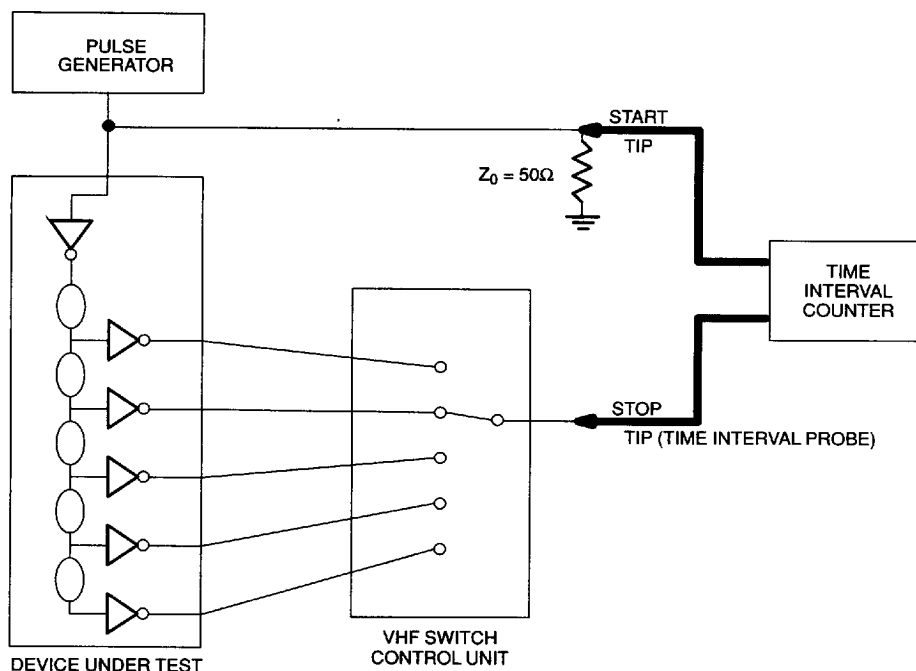 PULSE
GENERATOR
START
TIP
Z₀ = 50Ω
TIME
INTERVAL
COUNTER
STOP
TIP (TIME INTERVAL PROBE)
VHF SWITCH
CONTROL UNIT
DEVICE UNDER TEST